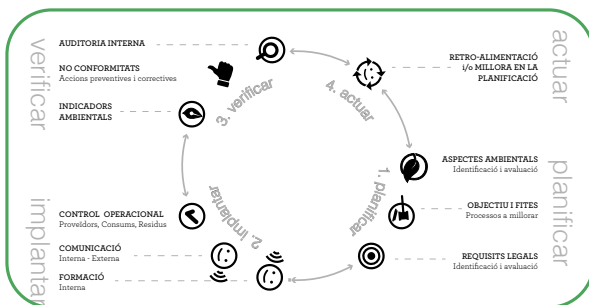 verificar
AUDITORIA INTERNA
NO CONFORMITATS
Accions preventives i correctives
INDICADORS
AMBIENTALS
3. verificar
actuar
RETRO-ALIMENTACIÓ
i/o MILLORA EN LA
PLANIFICACIÓ
4. actuar
planificar
ASPECTES AMBIENTALS
Identificació i avaluació
OBJECTIU I FITES
Processos a millorar
REQUISITS LEGALS
Identificació i avaluació
1. planificar
implantar
CONTROL OPERACIONAL
Proveïdors, Consums, Residus
COMUNICACIÓ
Interna - Externa
FORMACIÓ
Interna
2. implantar